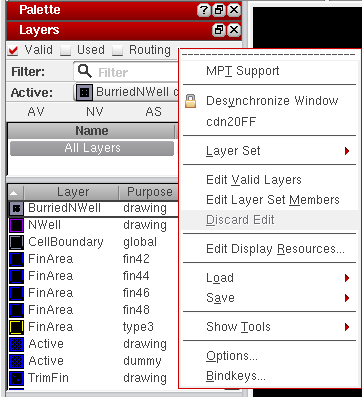 Palette
Layers
Valid Used Routing
Filter: Filter
Active: BurriedNWell
AV NV AS
Name
All Layers
Layer Purpose
BurriedNWell drawing
NWell drawing
CellBoundary global
FinArea fin42
FinArea fin44
FinArea fin46
FinArea fin48
FinArea type3
Active drawing
Active dummy
TrimFin drawing
MPT Support
Desynchronize Window
cdn20FF
Layer Set
Edit Valid Layers
Edit Layer Set Members
Discard Edit
Edit Display Resources...
Load
Save
Show Tools
Options...
Bindkeys...